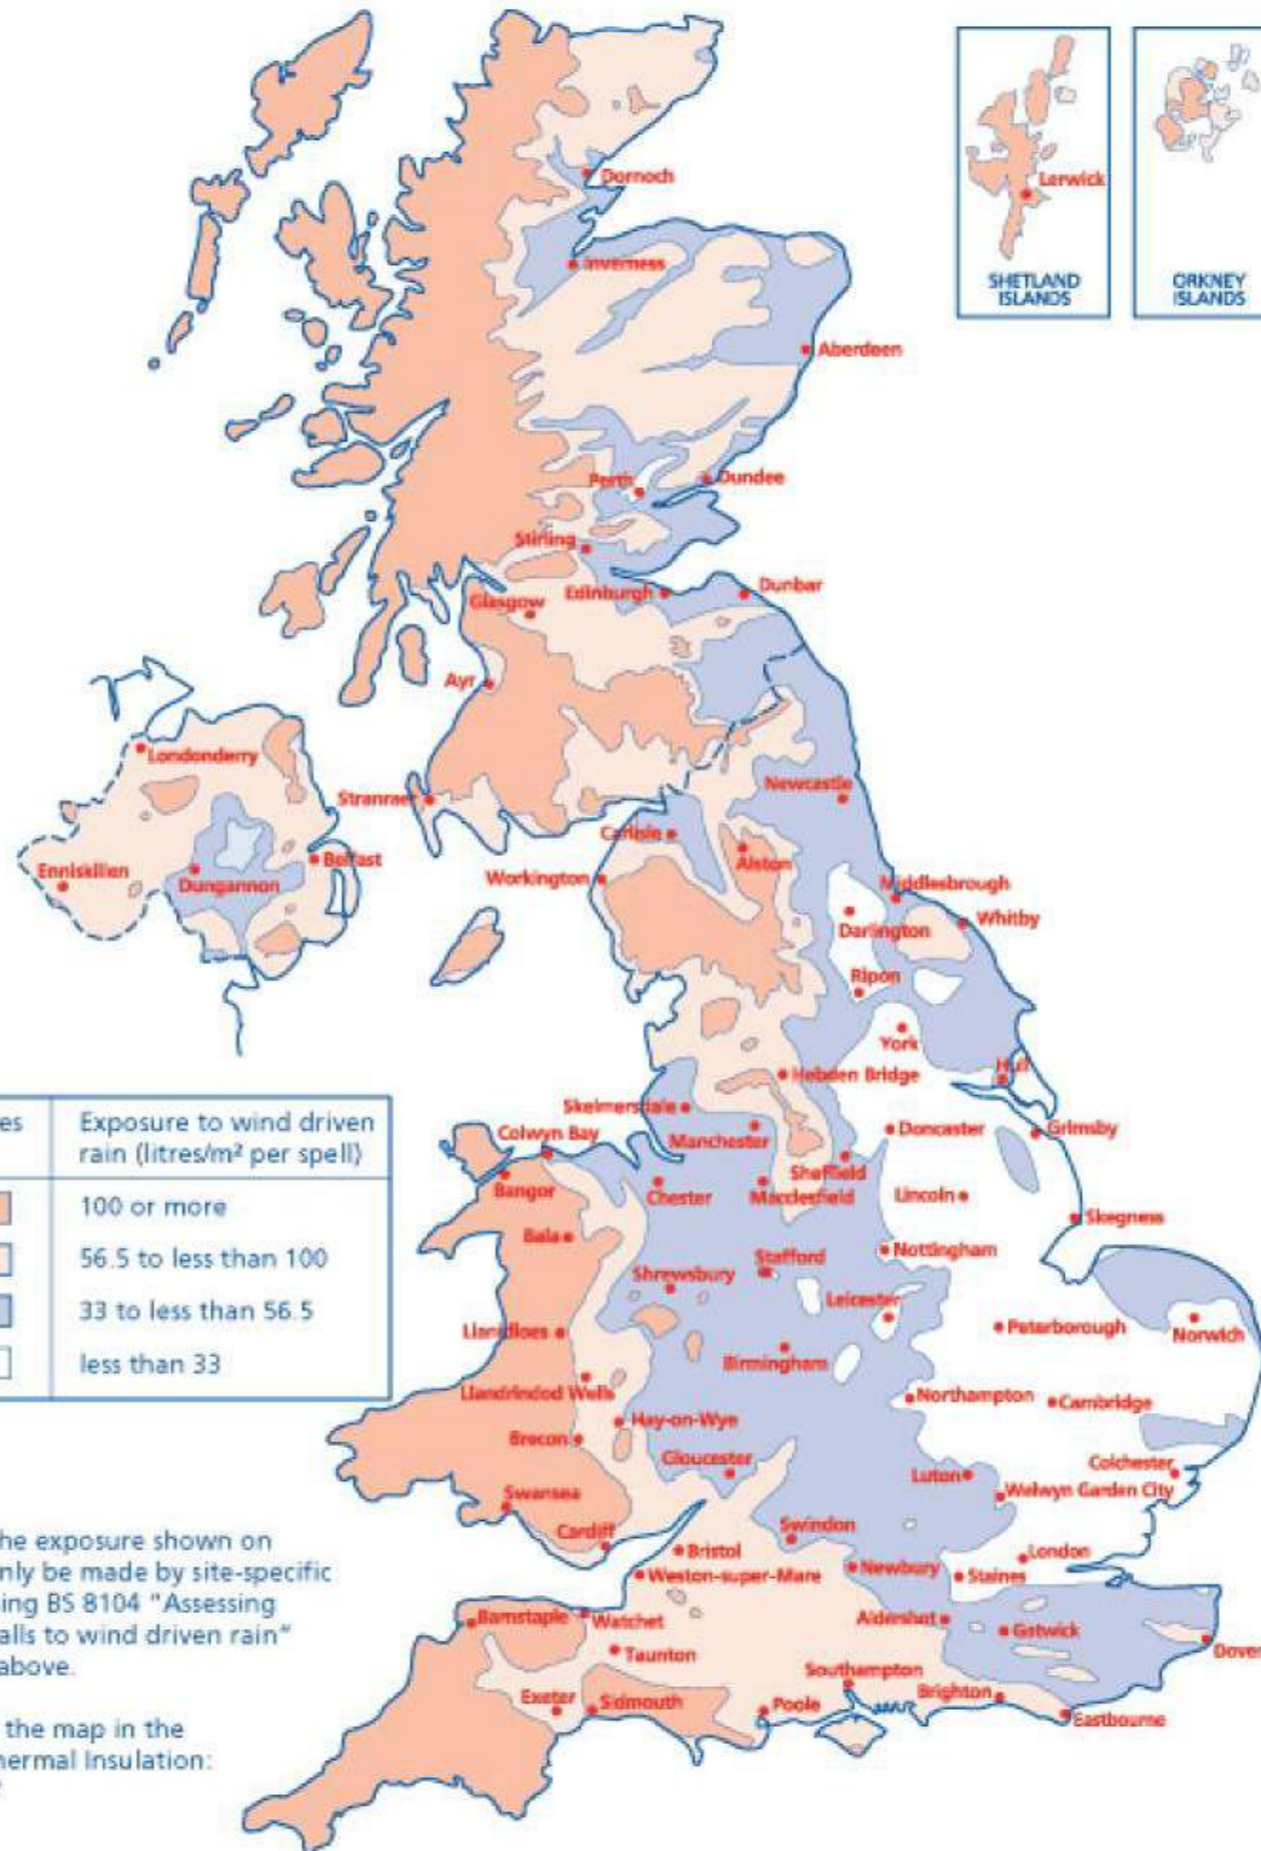 Dornoch
Lerwick
SHETLAND
ISLANDS
ORKNEY
ISLANDS
Inverness
Aberdeen
Perth
Dundee
Stirling
Edinburgh
Dunbar
Glasgow
Ayr
Londonderry
Stranraer
Newcastle
Carlisle
Alston
Belfast
Enniskillen
Dungannon
Workington
Middlesbrough
Whitby
Darlington
Ripon
York
Hull
Hebden Bridge
Skelmersdale
Colwyn Bay
Manchester
Doncaster
Grimsby
Sheffield
Bangor
Chester
Macclesfield
Lincoln
Skegness
Bala
Nottingham
Stafford
Shrewsbury
Leicester
Llanidloes
Peterborough
Norwich
Birmingham
Llandrindod Wells
Northampton
Cambridge
Hay-on-Wye
Brecon
Gloucester
Luton
Colchester
Welwyn Garden City
Swansea
Cardiff
Swindon
Bristol
London
Newbury
Weston-super-Mare
Staines
Barnstaple
Watchet
Aldershot
Gatwick
Dover
Taunton
Southampton
Exeter
Sidmouth
Poole
Brighton
Eastbourne
es
Exposure to wind driven
rain (litres/m² per spell)
100 or more
56.5 to less than 100
33 to less than 56.5
less than 33
he exposure shown on
nly be made by site-specific
ing BS 8104 "Assessing
alls to wind driven rain"
above.
the map in the
hermal Insulation: